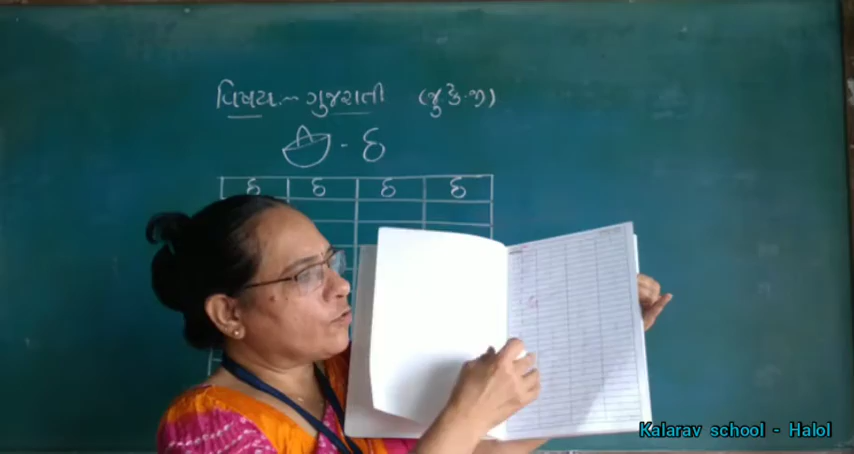 વિષય:- ગુજરાતી (જુ.કે.જી)
- ઠ
ઠ ઠ ઠ ઠ
Kalarav school - Halol